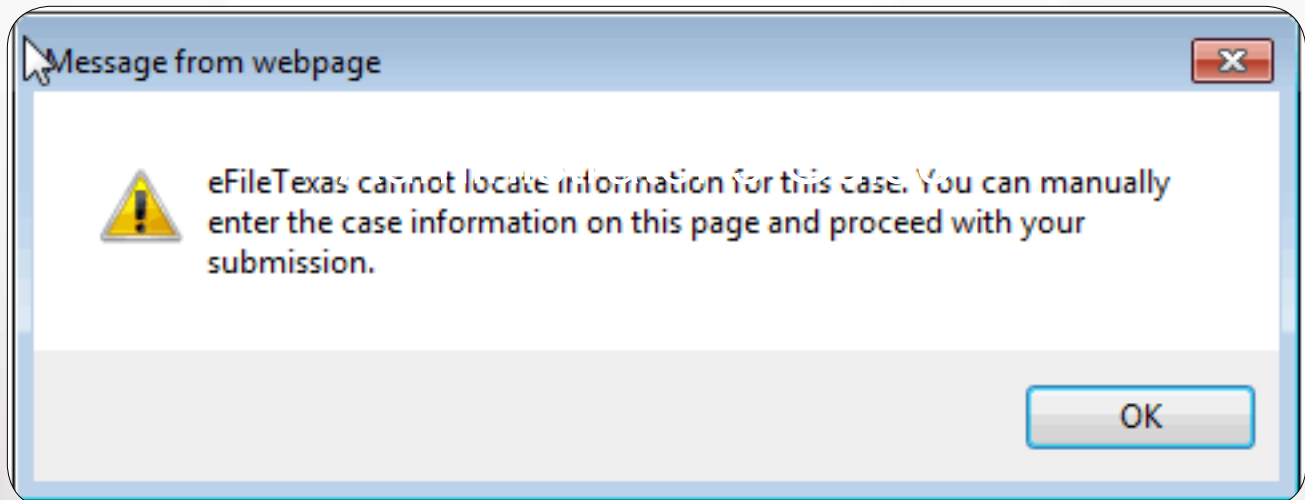 Message from webpage
eFileTexas cannot locate information for this case. You can manually
enter the case information on this page and proceed with your
submission.
OK